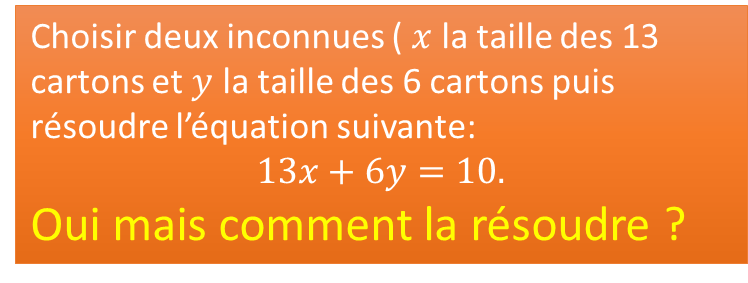 Choisir deux inconnues ( 𝑥 la taille des 13
cartons et 𝑦 la taille des 6 cartons puis
résoudre l’équation suivante:
13𝑥 + 6𝑦 = 10.
Oui mais comment la résoudre ?